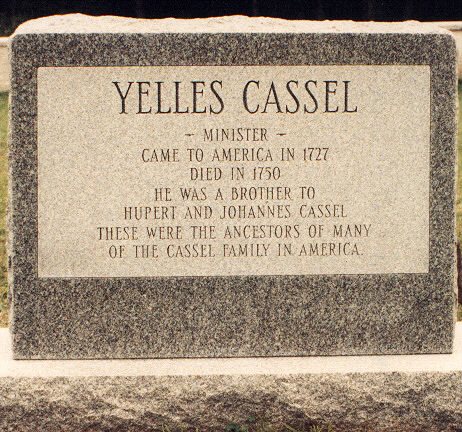 YELLES CASSEL
~ MINISTER ~
CAME TO AMERICA IN 1727
DIED IN 1750
HE WAS A BROTHER TO
HUPERT AND JOHANNES CASSEL
THESE WERE THE ANCESTORS OF MANY
OF THE CASSEL FAMILY IN AMERICA.